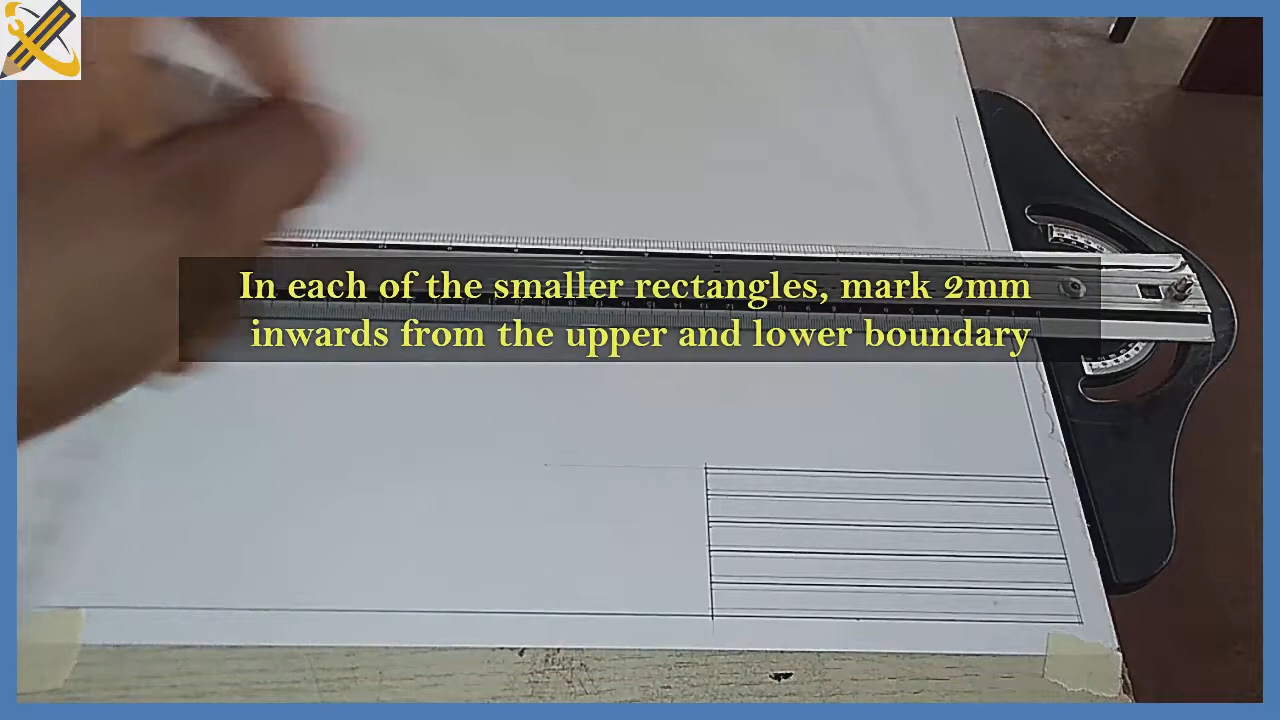 In each of the smaller rectangles, mark 2mm
inwards from the upper and lower boundary